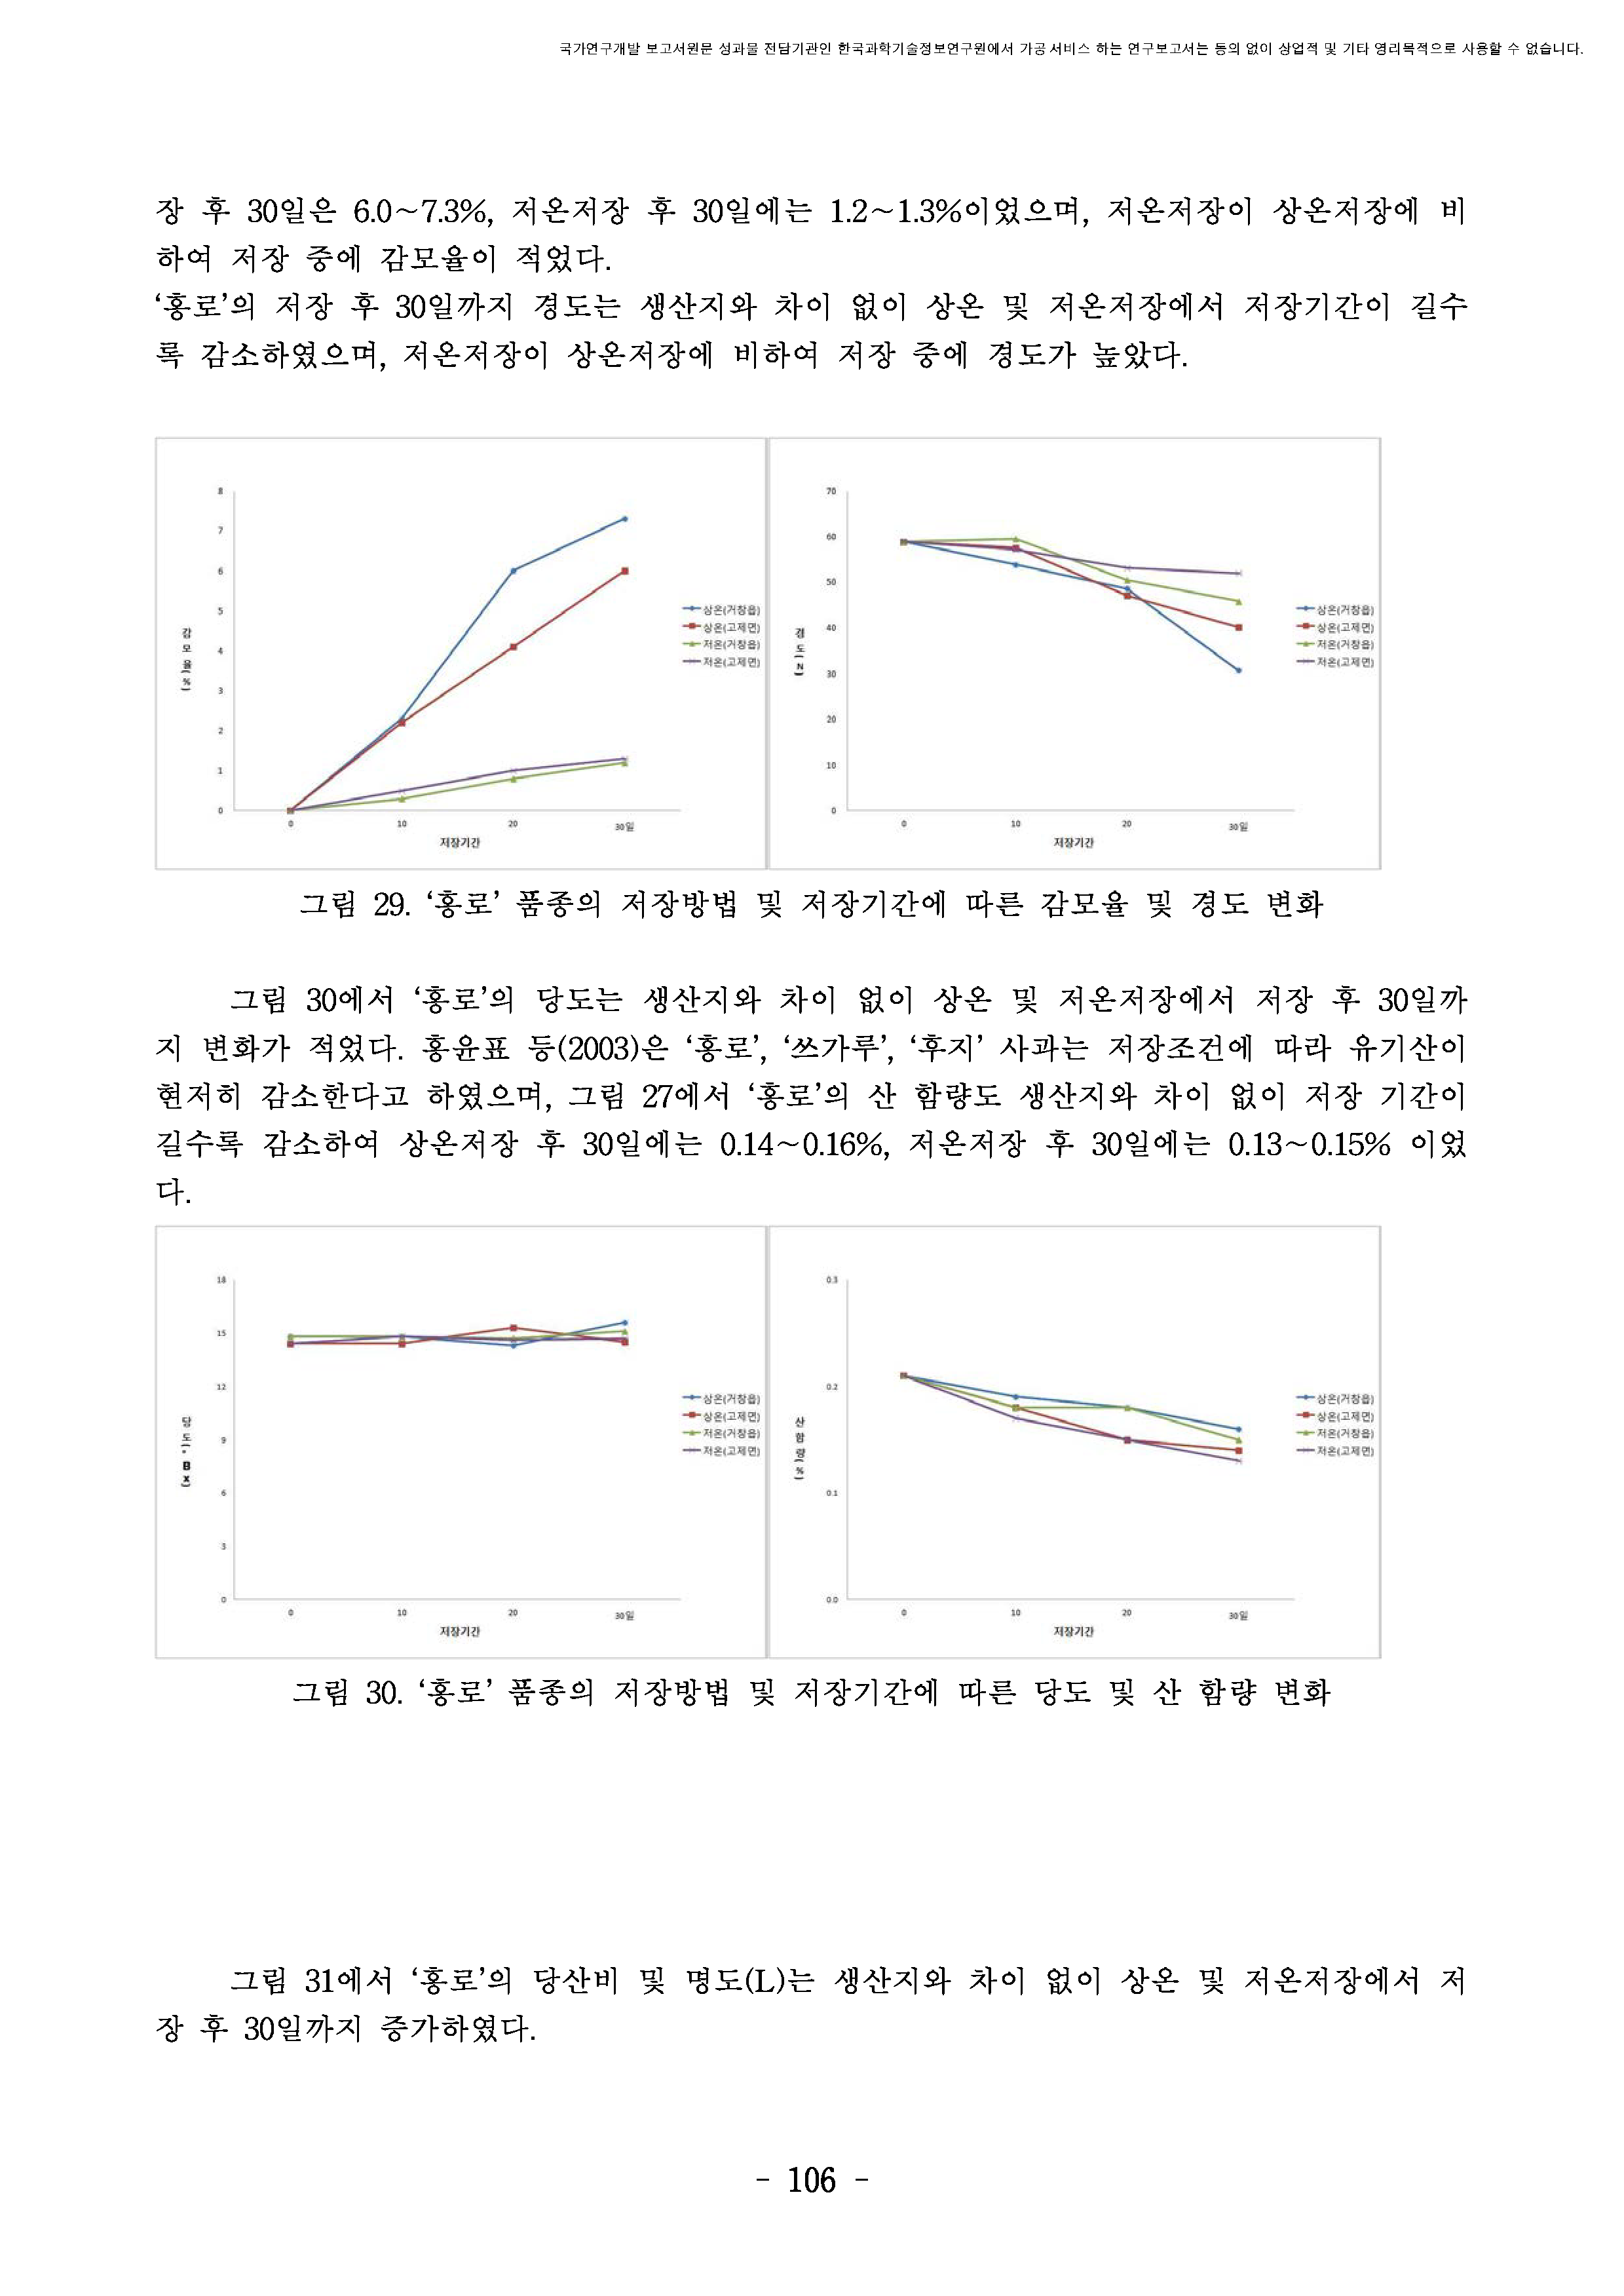 국가연구개발 보고서원문 성과물 전담기관인 한국과학기술정보연구원에서 가공·서비스 하는 연구보고서는 동의 없이 상업적 및 기타 영리목적으로 사용할 수 없습니다.
장 후 30일은 6.0~7.3%, 저온저장 후 30일에는 1.2~1.3%이었으며, 저온저장이 상온저장에 비
하여 저장 중에 감모율이 적었다.
‘홍로’의 저장 후 30일까지 경도는 생산지와 차이 없이 상온 및 저온저장에서 저장기간이 길수
록 감소하였으며, 저온저장이 상온저장에 비하여 저장 중에 경도가 높았다.
8
7
6
5
4
3
2
1
0
감모율(%)
0 10 20 30일
저장기간
상온(거창읍)
상온(고제면)
저온(거창읍)
저온(고제면)
70
60
50
40
30
20
10
0
경도(N)
0 10 20 30일
저장기간
상온(거창읍)
상온(고제면)
저온(거창읍)
저온(고제면)
그림 29. ‘홍로’ 품종의 저장방법 및 저장기간에 따른 감모율 및 경도 변화
그림 30에서 ‘홍로’의 당도는 생산지와 차이 없이 상온 및 저온저장에서 저장 후 30일까
지 변화가 적었다. 홍윤표 등(2003)은 ‘홍로’, ‘쓰가루’, ‘후지’ 사과는 저장조건에 따라 유기산이
현저히 감소한다고 하였으며, 그림 27에서 ‘홍로’의 산 함량도 생산지와 차이 없이 저장 기간이
길수록 감소하여 상온저장 후 30일에는 0.14~0.16%, 저온저장 후 30일에는 0.13~0.15% 이었
다.
18
15
12
9
6
3
0
당도(°Bx)
0 10 20 30일
저장기간
상온(거창읍)
상온(고제면)
저온(거창읍)
저온(고제면)
0.3
0.2
0.1
0.0
산함량(%)
0 10 20 30일
저장기간
상온(거창읍)
상온(고제면)
저온(거창읍)
저온(고제면)
그림 30. ‘홍로’ 품종의 저장방법 및 저장기간에 따른 당도 및 산 함량 변화
그림 31에서 ‘홍로’의 당산비 및 명도(L)는 생산지와 차이 없이 상온 및 저온저장에서 저
장 후 30일까지 증가하였다.
- 106 -